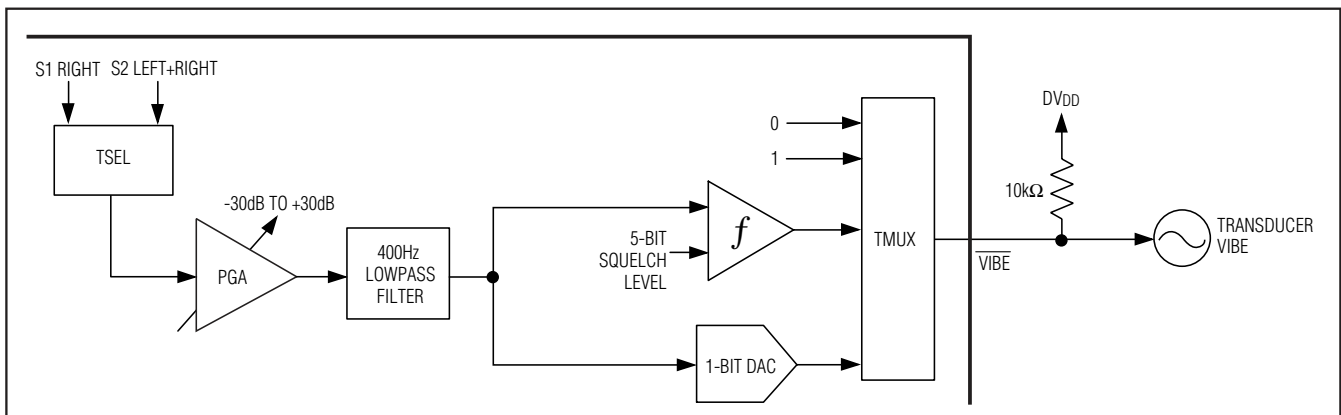 S1 RIGHT
S2 LEFT+RIGHT
TSEL
-30dB TO +30dB
PGA
400Hz
LOWPASS
FILTER
5-BIT
SQUELCH
LEVEL
f
1-BIT DAC
0
1
TMUX
VIBE
DVDD
10kΩ
TRANSDUCER
VIBE